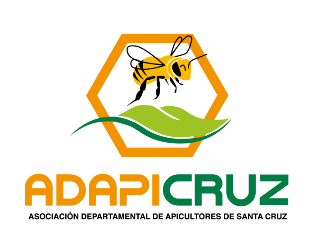 ADAPICRUZ
ASOCIACIÓN DEPARTAMENTAL DE APICULTORES DE SANTA CRUZ